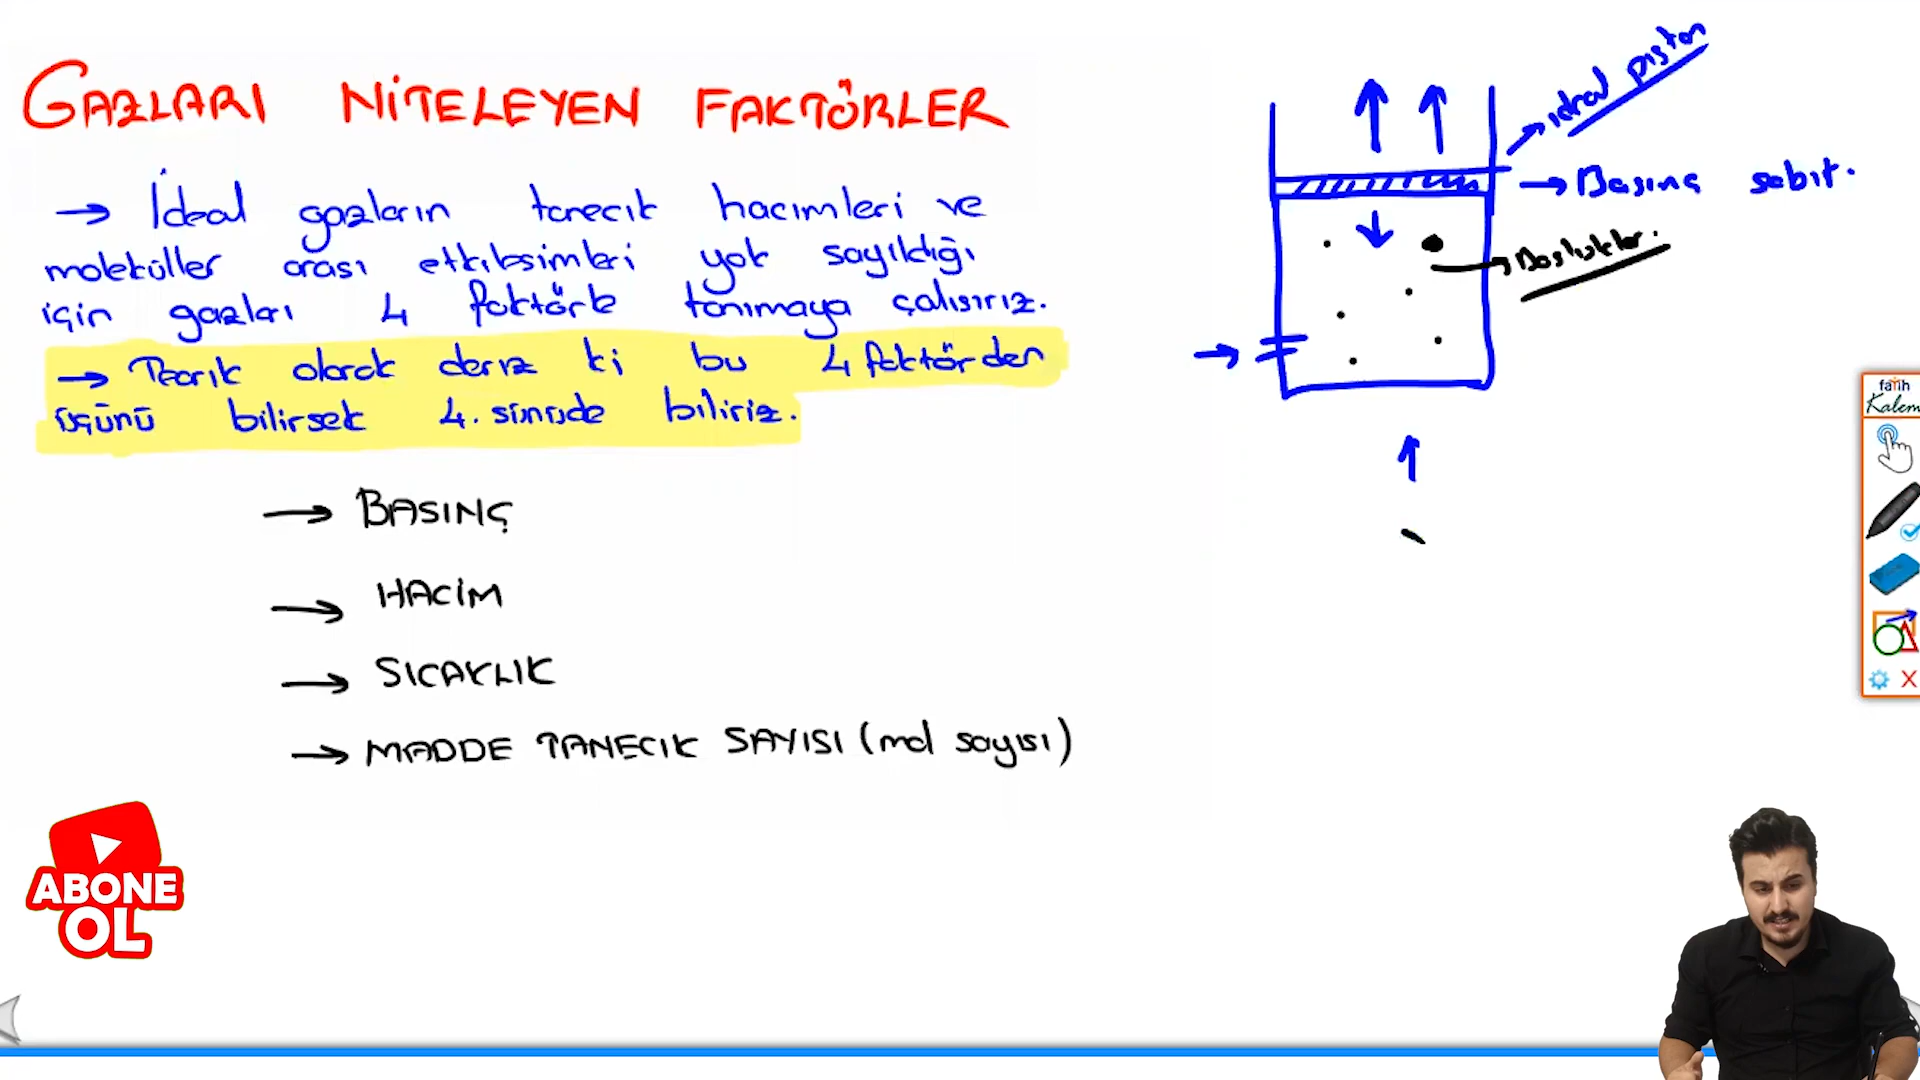 GAZLARI NİTELEYEN FAKTÖRLER
→ İdeal gazların tanecik hacimleri ve
moleküller arası etkileşimleri yok sayıldığı
için gazları 4 faktörle tanımaya çalışırız.
→ Teorik olarak deriz ki bu 4 faktörden
üçünü bilirsek 4. sünüde biliriz.
→ BASINÇ
→ HACİM
→ SICAKLIK
→ MADDE TANECİK SAYISI (mol sayısı)
ideal piston
→ Basınç sabit.
Boşluklar.
fatih
Kalem
ABONE
OL